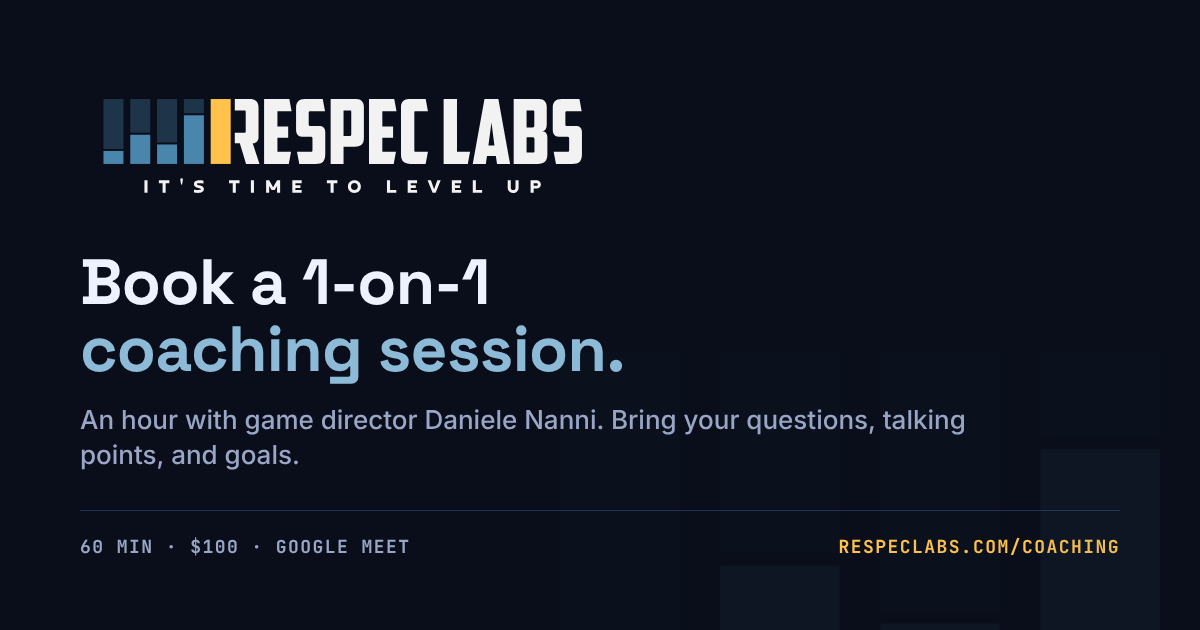 RESPEC LABS
IT'S TIME TO LEVEL UP
Book a 1-on-1
coaching session.
An hour with game director Daniele Nanni. Bring your questions, talking
points, and goals.
60 MIN · $100 · GOOGLE MEET
RESPECLABS.COM/COACHING